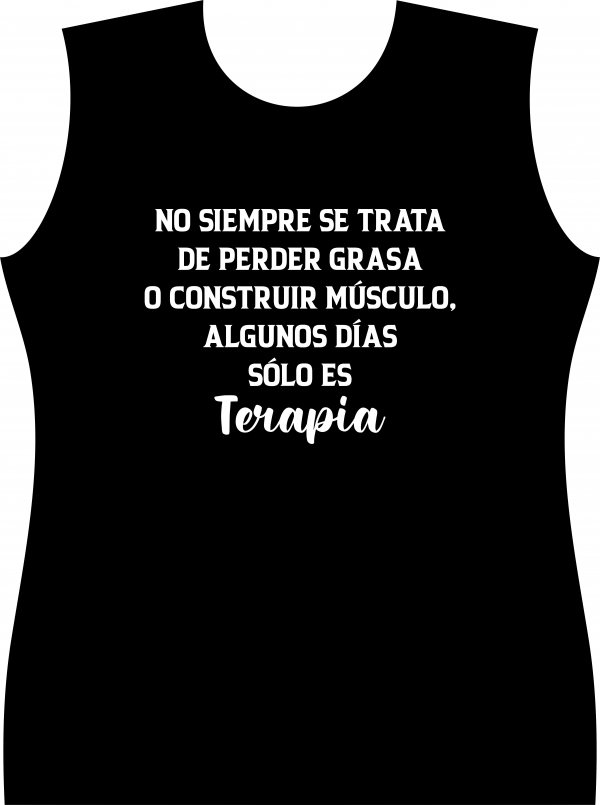 NO SIEMPRE SE TRATA
DE PERDER GRASA
O CONSTRUIR MÚSCULO,
ALGUNOS DÍAS
SÓLO ES
Terapia